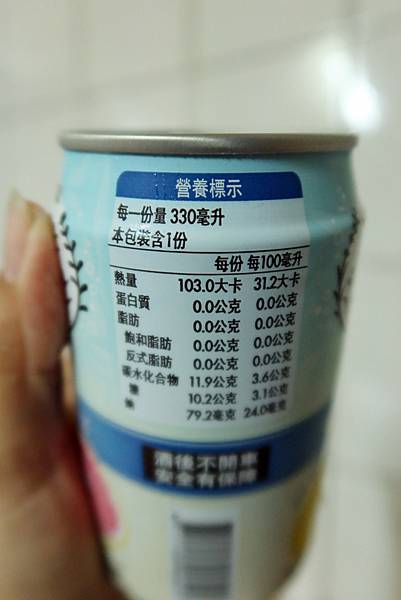 營養標示
每一份量 330毫升
本包裝含1份
每份 每100毫升
熱量 103.0大卡 31.2大卡
蛋白質 0.0公克 0.0公克
脂肪 0.0公克 0.0公克
飽和脂肪 0.0公克 0.0公克
反式脂肪 0.0公克 0.0公克
碳水化合物 11.9公克 3.6公克
糖 10.2公克 3.1公克
鈉 79.2毫克 24.0毫克
酒後不開車
安全有保障